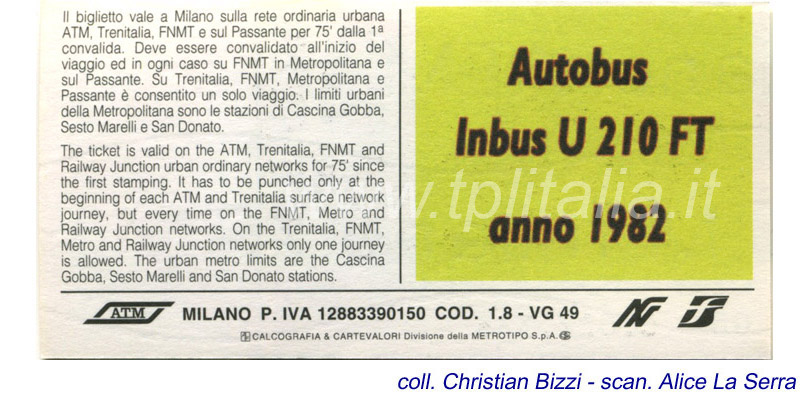 Il biglietto vale a Milano sulla rete ordinaria urbana
ATM, Trenitalia, FNMT e sul Passante per 75' dalla 1ª
convalida. Deve essere convalidato all'inizio del
viaggio ed in ogni caso su FNMT in Metropolitana e
sul Passante. Su Trenitalia, FNMT, Metropolitana e
Passante è consentito un solo viaggio. I limiti urbani
della Metropolitana sono le stazioni di Cascina Gobba,
Sesto Marelli e San Donato.
The ticket is valid on the ATM, Trenitalia, FNMT and
Railway Junction urban ordinary networks for 75' since
the first stamping. It has to be punched only at the
beginning of each ATM and Trenitalia surface network
journey, but every time on the FNMT, Metro and
Railway Junction networks. On the Trenitalia, FNMT,
Metro and Railway Junction networks only one journey
is allowed. The urban metro limits are the Cascina
Gobba, Sesto Marelli and San Donato stations.
Autobus
Inbus U 210 FT
anno 1982
www.tplitalia.it
ATM MILANO P. IVA 12883390150 COD. 1.8 - VG 49
CALCOGRAFIA & CARTEVALORI Divisione della METROTIPO S.p.A.
coll. Christian Bizzi - scan. Alice La Serra